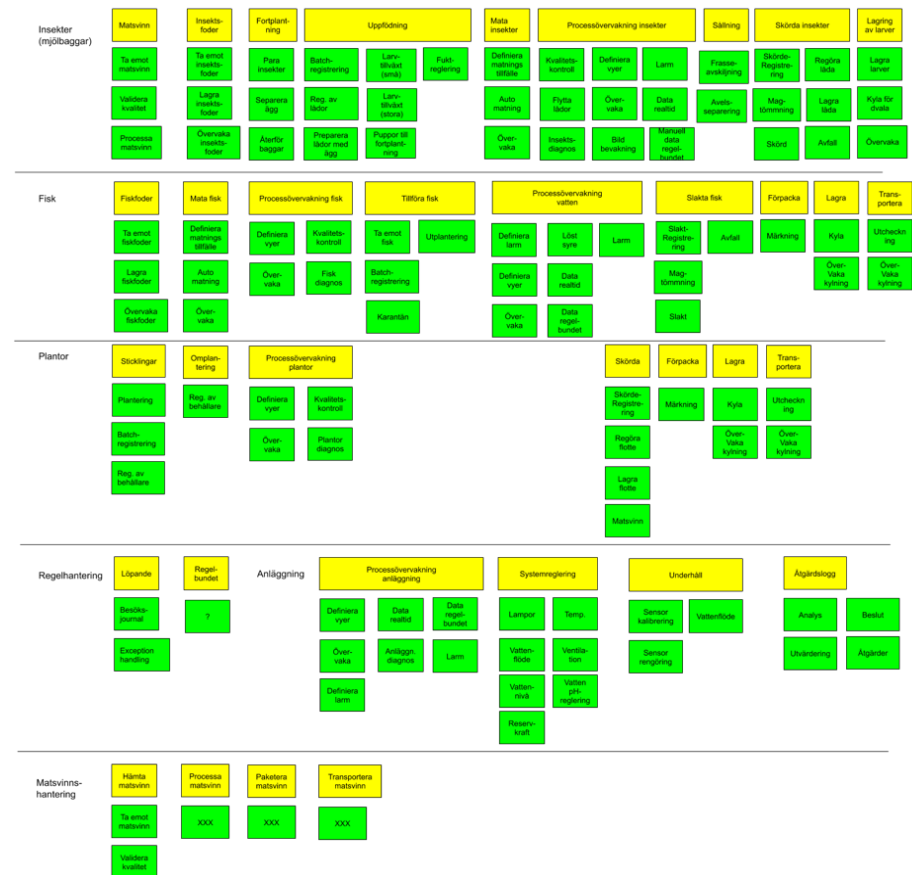 Insekter
(mjölbaggar)
Matsvinn
Ta emot
matsvinn
Validera
kvalitet
Processa
matsvinn
Insekts-
foder
Ta emot
insekts-
foder
Lagra
insekts-
foder
Övervaka
insekts-
foder
Fortplant-
ning
Para
insekter
Separera
ägg
Återför
baggar
Uppfödning
Batch-
registrering
Reg. av
lådor
Preparera
lådor med
ägg
Larv-
tillväxt
(små)
Larv-
tillväxt
(stora)
Puppor till
fortplant-
ning
Fukt-
reglering
Mata
insekter
Definiera
matnings
tillfälle
Auto
matning
Över-
vaka
Processövervakning insekter
Kvalitets-
kontroll
Flytta
lådor
Insekts-
diagnos
Definiera
vyer
Över-
vaka
Bild
bevakning
Larm
Data
realtid
Manuell
data
regel-
bundet
Sållning
Frasse-
avskiljning
Avels-
separering
Skörda insekter
Skörde-
Registre-
ring
Mag-
tömmning
Skörd
Regöra
låda
Lagra
låda
Avfall
Lagring
av larver
Lagra
larver
Kyla för
dvala
Övervaka
Fisk
Fiskfoder
Ta emot
fiskfoder
Lagra
fiskfoder
Övervaka
fiskfoder
Mata fisk
Definiera
matnings
tillfälle
Auto
matning
Över-
vaka
Processövervakning fisk
Definiera
vyer
Över-
vaka
Kvalitets-
kontroll
Fisk
diagnos
Tillföra fisk
Ta emot
fisk
Batch-
registrering
Karantän
Utplantering
Processövervakning
vatten
Definiera
larm
Definiera
vyer
Över-
vaka
Löst
syre
Data
realtid
Data
regel-
bundet
Larm
Slakta fisk
Slakt-
Registre-
ring
Mag-
tömmning
Slakt
Avfall
Förpacka
Märkning
Lagra
Kyla
Över-
Vaka
kylning
Trans-
portera
Utcheckn
ing
Över-
Vaka
kylning
Plantor
Sticklingar
Plantering
Batch-
registrering
Reg. av
behållare
Omplan-
tering
Reg. av
behållare
Processövervakning
plantor
Definiera
vyer
Över-
vaka
Kvalitets-
kontroll
Plantor
diagnos
Skörda
Skörde-
Registre-
ring
Regöra
flotte
Lagra
flotte
Matsvinn
Förpacka
Märkning
Lagra
Kyla
Över-
Vaka
kylning
Trans-
portera
Utcheckn
ing
Över-
Vaka
kylning
Regelhantering
Löpande
Besöks-
journal
Exception
handling
Regel-
bundet
?
Anläggning
Processövervakning
anläggning
Definiera
vyer
Över-
vaka
Definiera
larm
Data
realtid
Anläggn.
diagnos
Data
regel-
bundet
Larm
Systemreglering
Lampor
Vatten-
flöde
Vatten-
nivå
Reserv-
kraft
Temp.
Ventila-
tion
Vatten
pH-
reglering
Underhåll
Sensor
kalibrering
Sensor
rengöring
Vattenflöde
Åtgärdslogg
Analys
Utvärdering
Beslut
Åtgärder
Matsvinns-
hantering
Hämta
matsvinn
Ta emot
matsvinn
Validera
kvalitet
Processa
matsvinn
XXX
Paketera
matsvinn
XXX
Transportera
matsvinn
XXX